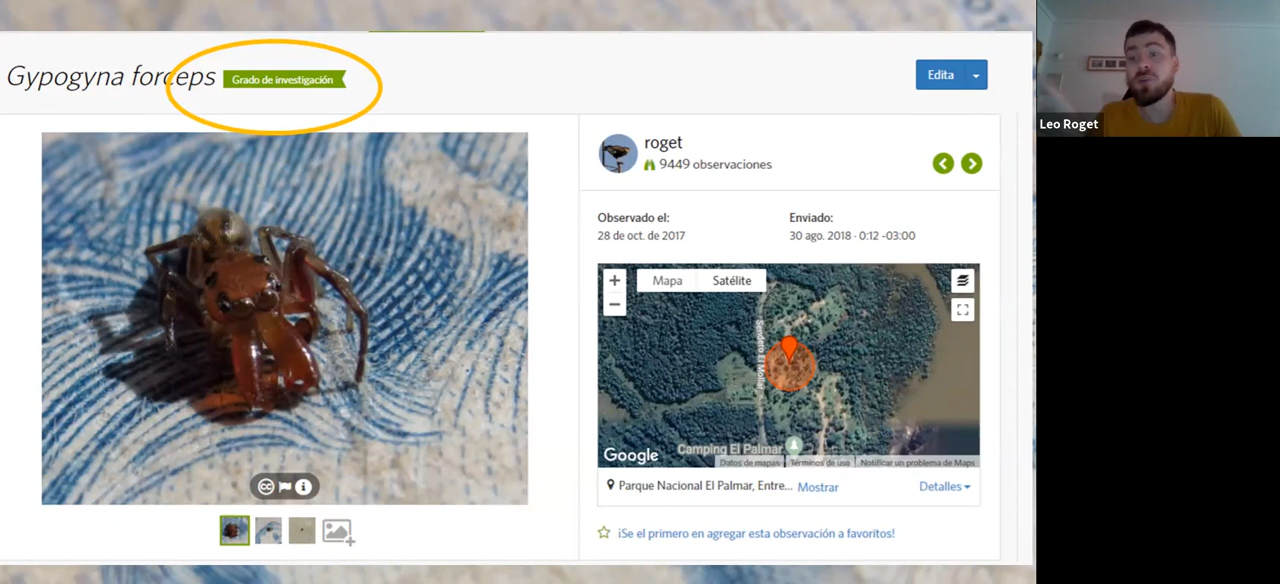 Gypogyna forceps
Grado de investigación
Edita
Leo Roget
roget
9449 observaciones
Observado el:
28 de oct. de 2017
Enviado:
30 ago. 2018 · 0:12 -03:00
+
−
Mapa
Satélite
Sendero El Mollar
Camping El Palmar
Google
Datos de mapas
Términos de uso
Notificar un problema de Maps
Parque Nacional El Palmar, Entre... Mostrar
Detalles
cc
i
¡Se el primero en agregar esta observación a favoritos!